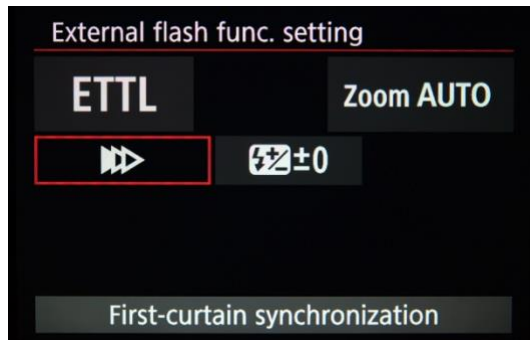 External flash func. setting
ETTL Zoom AUTO
±0
First-curtain synchronization